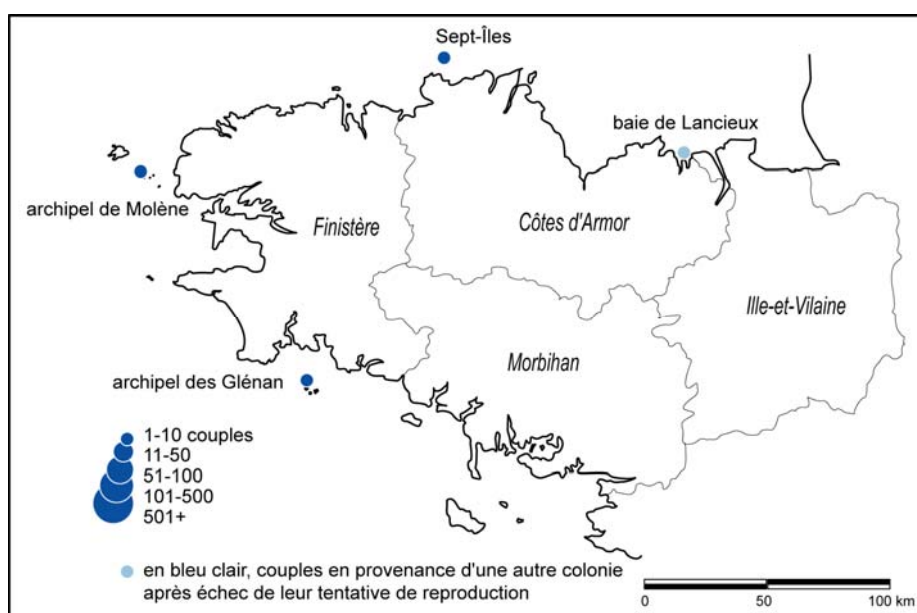 Sept-Îles
baie de Lancieux
archipel de Molène
Finistère
Côtes d'Armor
Ille-et-Vilaine
Morbihan
archipel des Glénan
1-10 couples
11-50
51-100
101-500
501+
en bleu clair, couples en provenance d'une autre colonie
après échec de leur tentative de reproduction
0 50 100 km